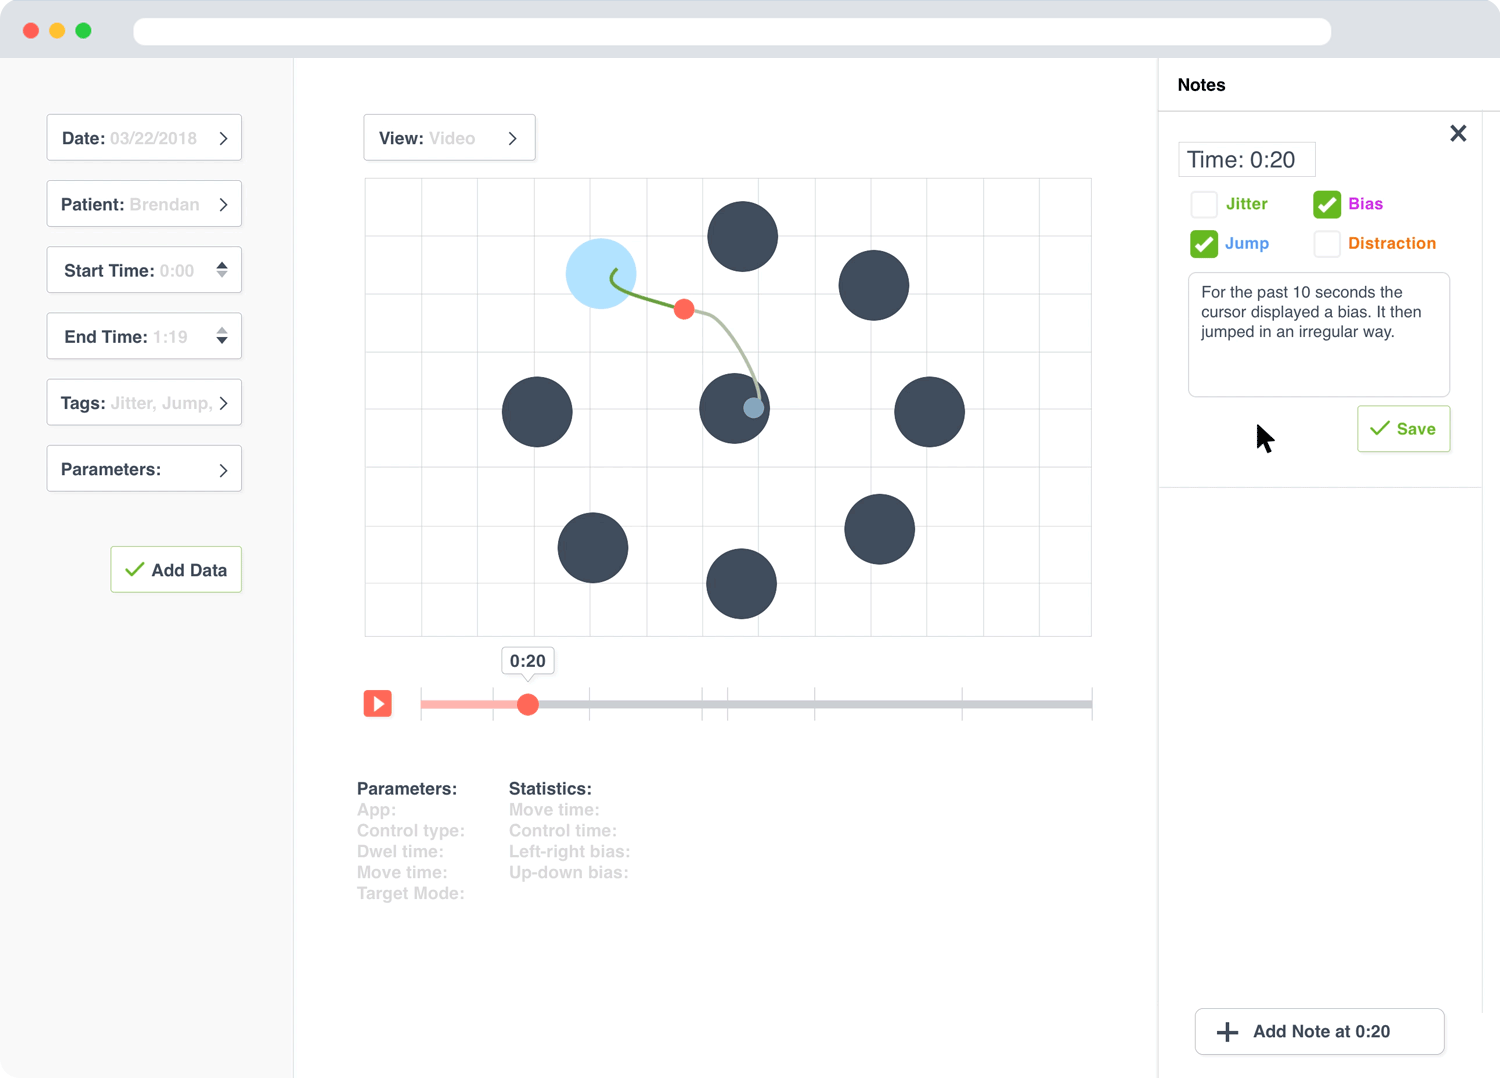 Date: 03/22/2018
Patient: Brendan
Start Time: 0:00
End Time: 1:19
Tags: Jitter, Jump,
Parameters:
Add Data
View: Video
0:20
Parameters:
App:
Control type:
Dwel time:
Move time:
Target Mode:
Statistics:
Move time:
Control time:
Left-right bias:
Up-down bias:
Notes
Time: 0:20
Jitter
Bias
Jump
Distraction
For the past 10 seconds the
cursor displayed a bias. It then
jumped in an irregular way.
Save
Add Note at 0:20